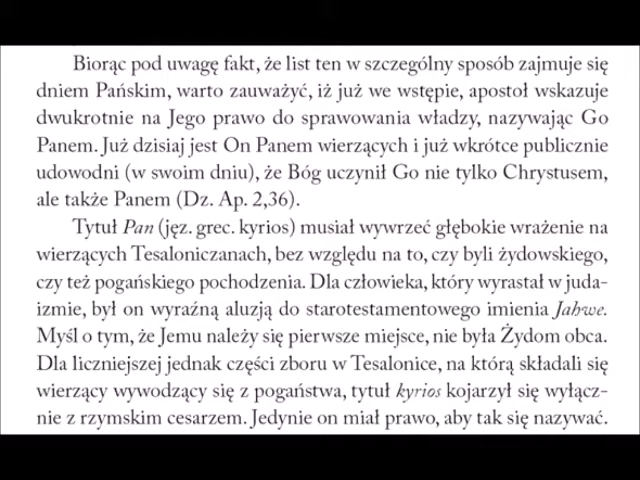 Biorąc pod uwagę fakt, że list ten w szczególny sposób zajmuje się
dniem Pańskim, warto zauważyć, iż już we wstępie, apostoł wskazuje
dwukrotnie na Jego prawo do sprawowania władzy, nazywając Go
Panem. Już dzisiaj jest On Panem wierzących i już wkrótce publicznie
udowodni (w swoim dniu), że Bóg uczynił Go nie tylko Chrystusem,
ale także Panem (Dz. Ap. 2,36).
Tytuł Pan (jęz. grec. kyrios) musiał wywrzeć głębokie wrażenie na
wierzących Tesaloniczanach, bez względu na to, czy byli żydowskiego,
czy też pogańskiego pochodzenia. Dla człowieka, który wyrastał w juda-
izmie, był on wyraźną aluzją do starotestamentowego imienia Jahwe.
Myśl o tym, że Jemu należy się pierwsze miejsce, nie była Żydom obca.
Dla liczniejszej jednak części zboru w Tesalonice, na którą składali się
wierzący wywodzący się z pogaństwa, tytuł kyrios kojarzył się wyłącz-
nie z rzymskim cesarzem. Jedynie on miał prawo, aby tak się nazywać.